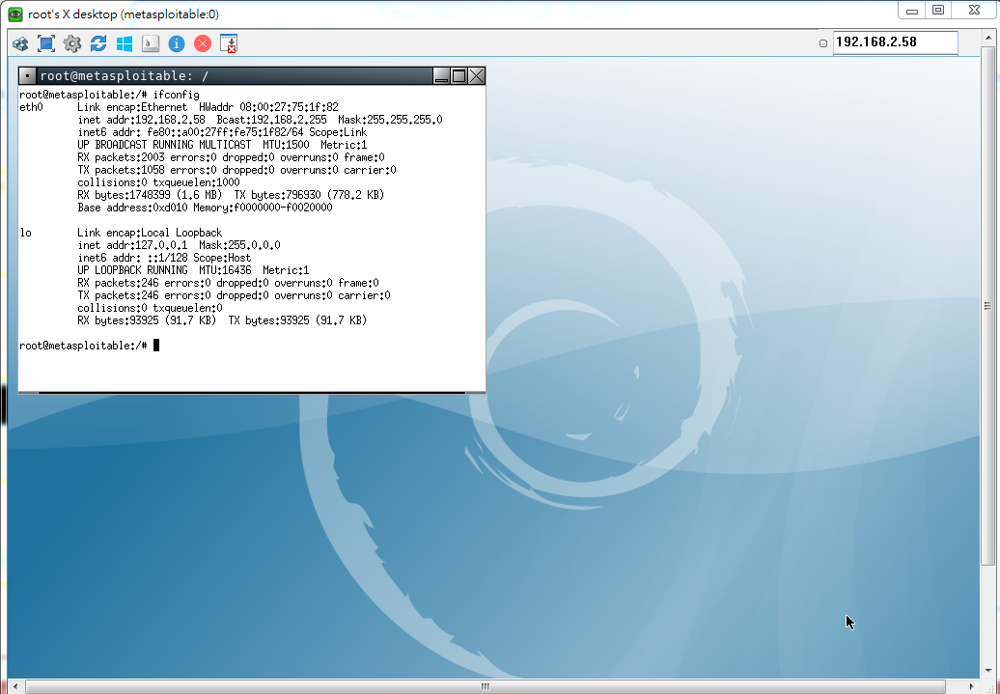 root's X desktop (metasploitable:0)
192.168.2.58
root@metasploitable: /
root@metasploitable:/# ifconfig
eth0 Link encap:Ethernet HWaddr 08:00:27:75:1f:82
inet addr:192.168.2.58 Bcast:192.168.2.255 Mask:255.255.255.0
inet6 addr: fe80::a00:27ff:fe75:1f82/64 Scope:Link
UP BROADCAST RUNNING MULTICAST MTU:1500 Metric:1
RX packets:2003 errors:0 dropped:0 overruns:0 frame:0
TX packets:1058 errors:0 dropped:0 overruns:0 carrier:0
collisions:0 txqueuelen:1000
RX bytes:1748399 (1.6 MB) TX bytes:796930 (778.2 KB)
Base address:0xd010 Memory:f0000000-f0020000
lo Link encap:Local Loopback
inet addr:127.0.0.1 Mask:255.0.0.0
inet6 addr: ::1/128 Scope:Host
UP LOOPBACK RUNNING MTU:16436 Metric:1
RX packets:246 errors:0 dropped:0 overruns:0 frame:0
TX packets:246 errors:0 dropped:0 overruns:0 carrier:0
collisions:0 txqueuelen:0
RX bytes:93925 (91.7 KB) TX bytes:93925 (91.7 KB)
root@metasploitable:/#